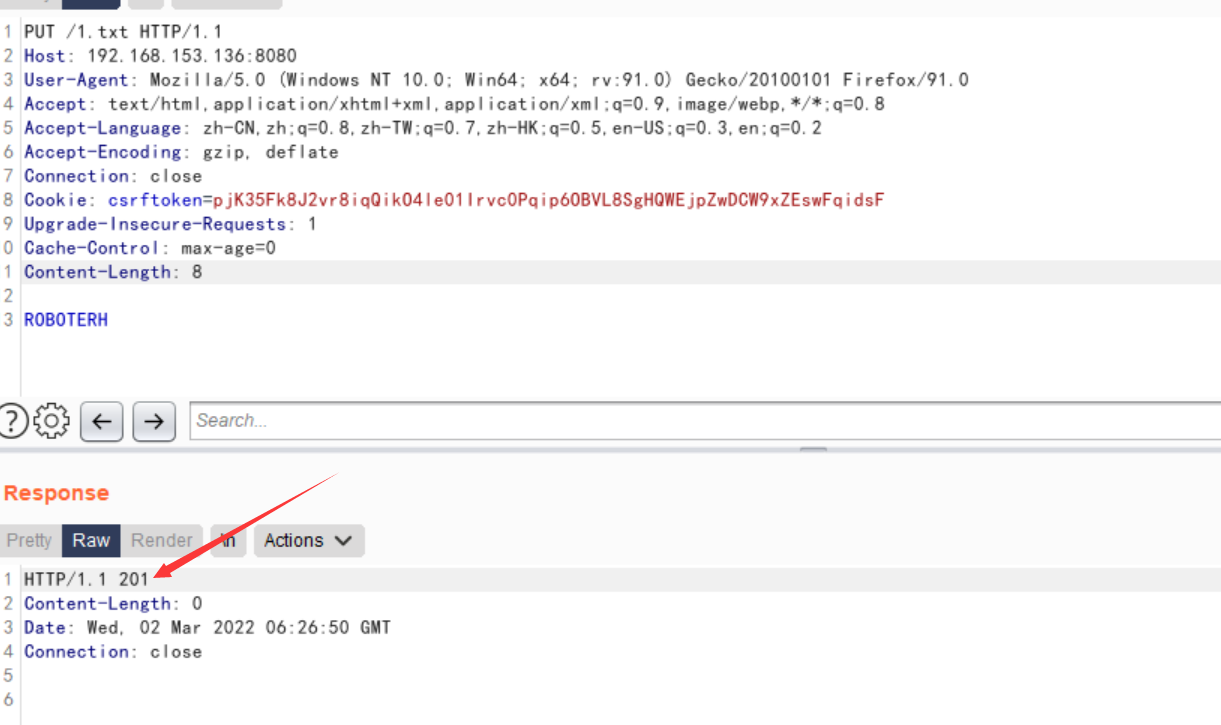 1 PUT /1.txt HTTP/1.1
2 Host: 192.168.153.136:8080
3 User-Agent: Mozilla/5.0 (Windows NT 10.0; Win64; x64; rv:91.0) Gecko/20100101 Firefox/91.0
4 Accept: text/html,application/xhtml+xml,application/xml;q=0.9,image/webp,*/*;q=0.8
5 Accept-Language: zh-CN,zh;q=0.8,zh-TW;q=0.7,zh-HK;q=0.5,en-US;q=0.3,en;q=0.2
6 Accept-Encoding: gzip, deflate
7 Connection: close
8 Cookie: csrftoken=pjK35Fk8J2vr8iqQikO4Ie01Irvc0Pqip6OBVL8SgHQWEjpZwDCW9xZEswFqidsF
9 Upgrade-Insecure-Requests: 1
0 Cache-Control: max-age=0
1 Content-Length: 8
2
3 ROBOTERH
? Search...
Response
Pretty Raw Render \n Actions
1 HTTP/1.1 201
2 Content-Length: 0
3 Date: Wed, 02 Mar 2022 06:26:50 GMT
4 Connection: close
5
6